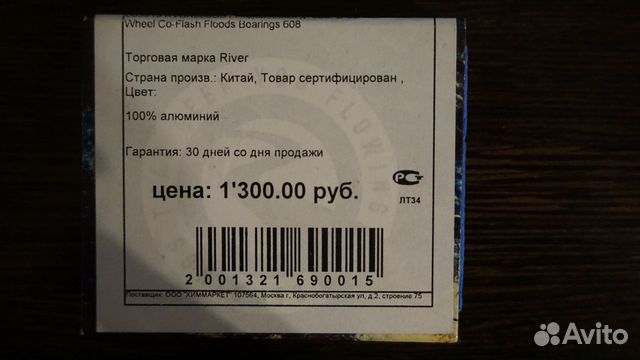 Wheel Co-Flash Floods Bearings 608
Торговая марка River
Страна произв.: Китай, Товар сертифицирован ,
Цвет:
100% алюминий
Гарантия: 30 дней со дня продажи
цена: 1'300.00 руб.
РСТ
ЛТ34
2 001321 690015
Поставщик: ООО "ХИММАРКЕТ" 107564, Москва г, Краснобогатырская ул, д.2, строение 75
Avito